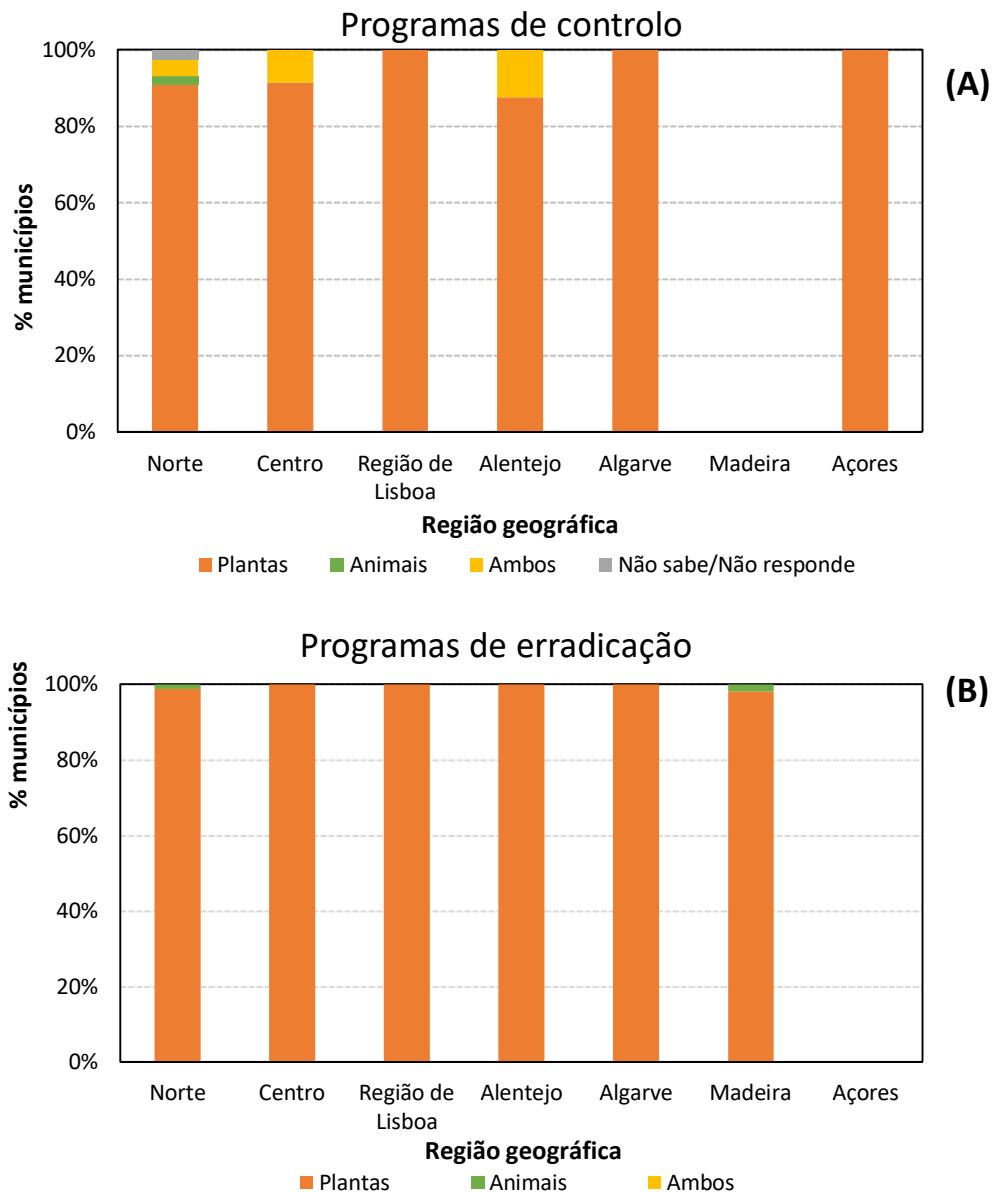 Programas de controlo
(A)
100%
80%
60%
40%
20%
0%
% municípios
Norte Centro Região de Lisboa Alentejo Algarve Madeira Açores
Região geográfica
Plantas Animais Ambos Não sabe/Não responde
Programas de erradicação
(B)
100%
80%
60%
40%
20%
0%
% municípios
Norte Centro Região de Lisboa Alentejo Algarve Madeira Açores
Região geográfica
Plantas Animais Ambos